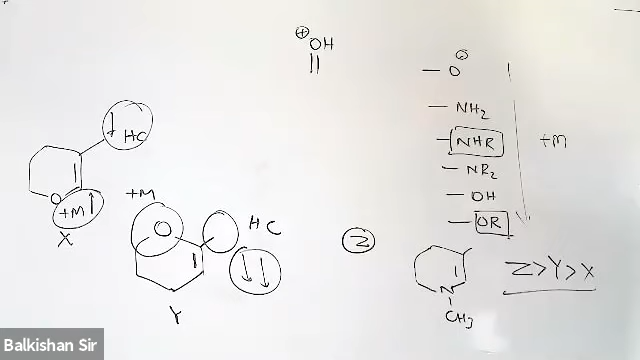 ⊕
OH
||
— O⊖
— NH₂
— NHR
— NR₂
— OH
— OR
+M
↓ HC
O
+M↑
X
+M
O
HC
↓↓
Y
Z
N
CH₃
Z>Y>X
Balkishan Sir